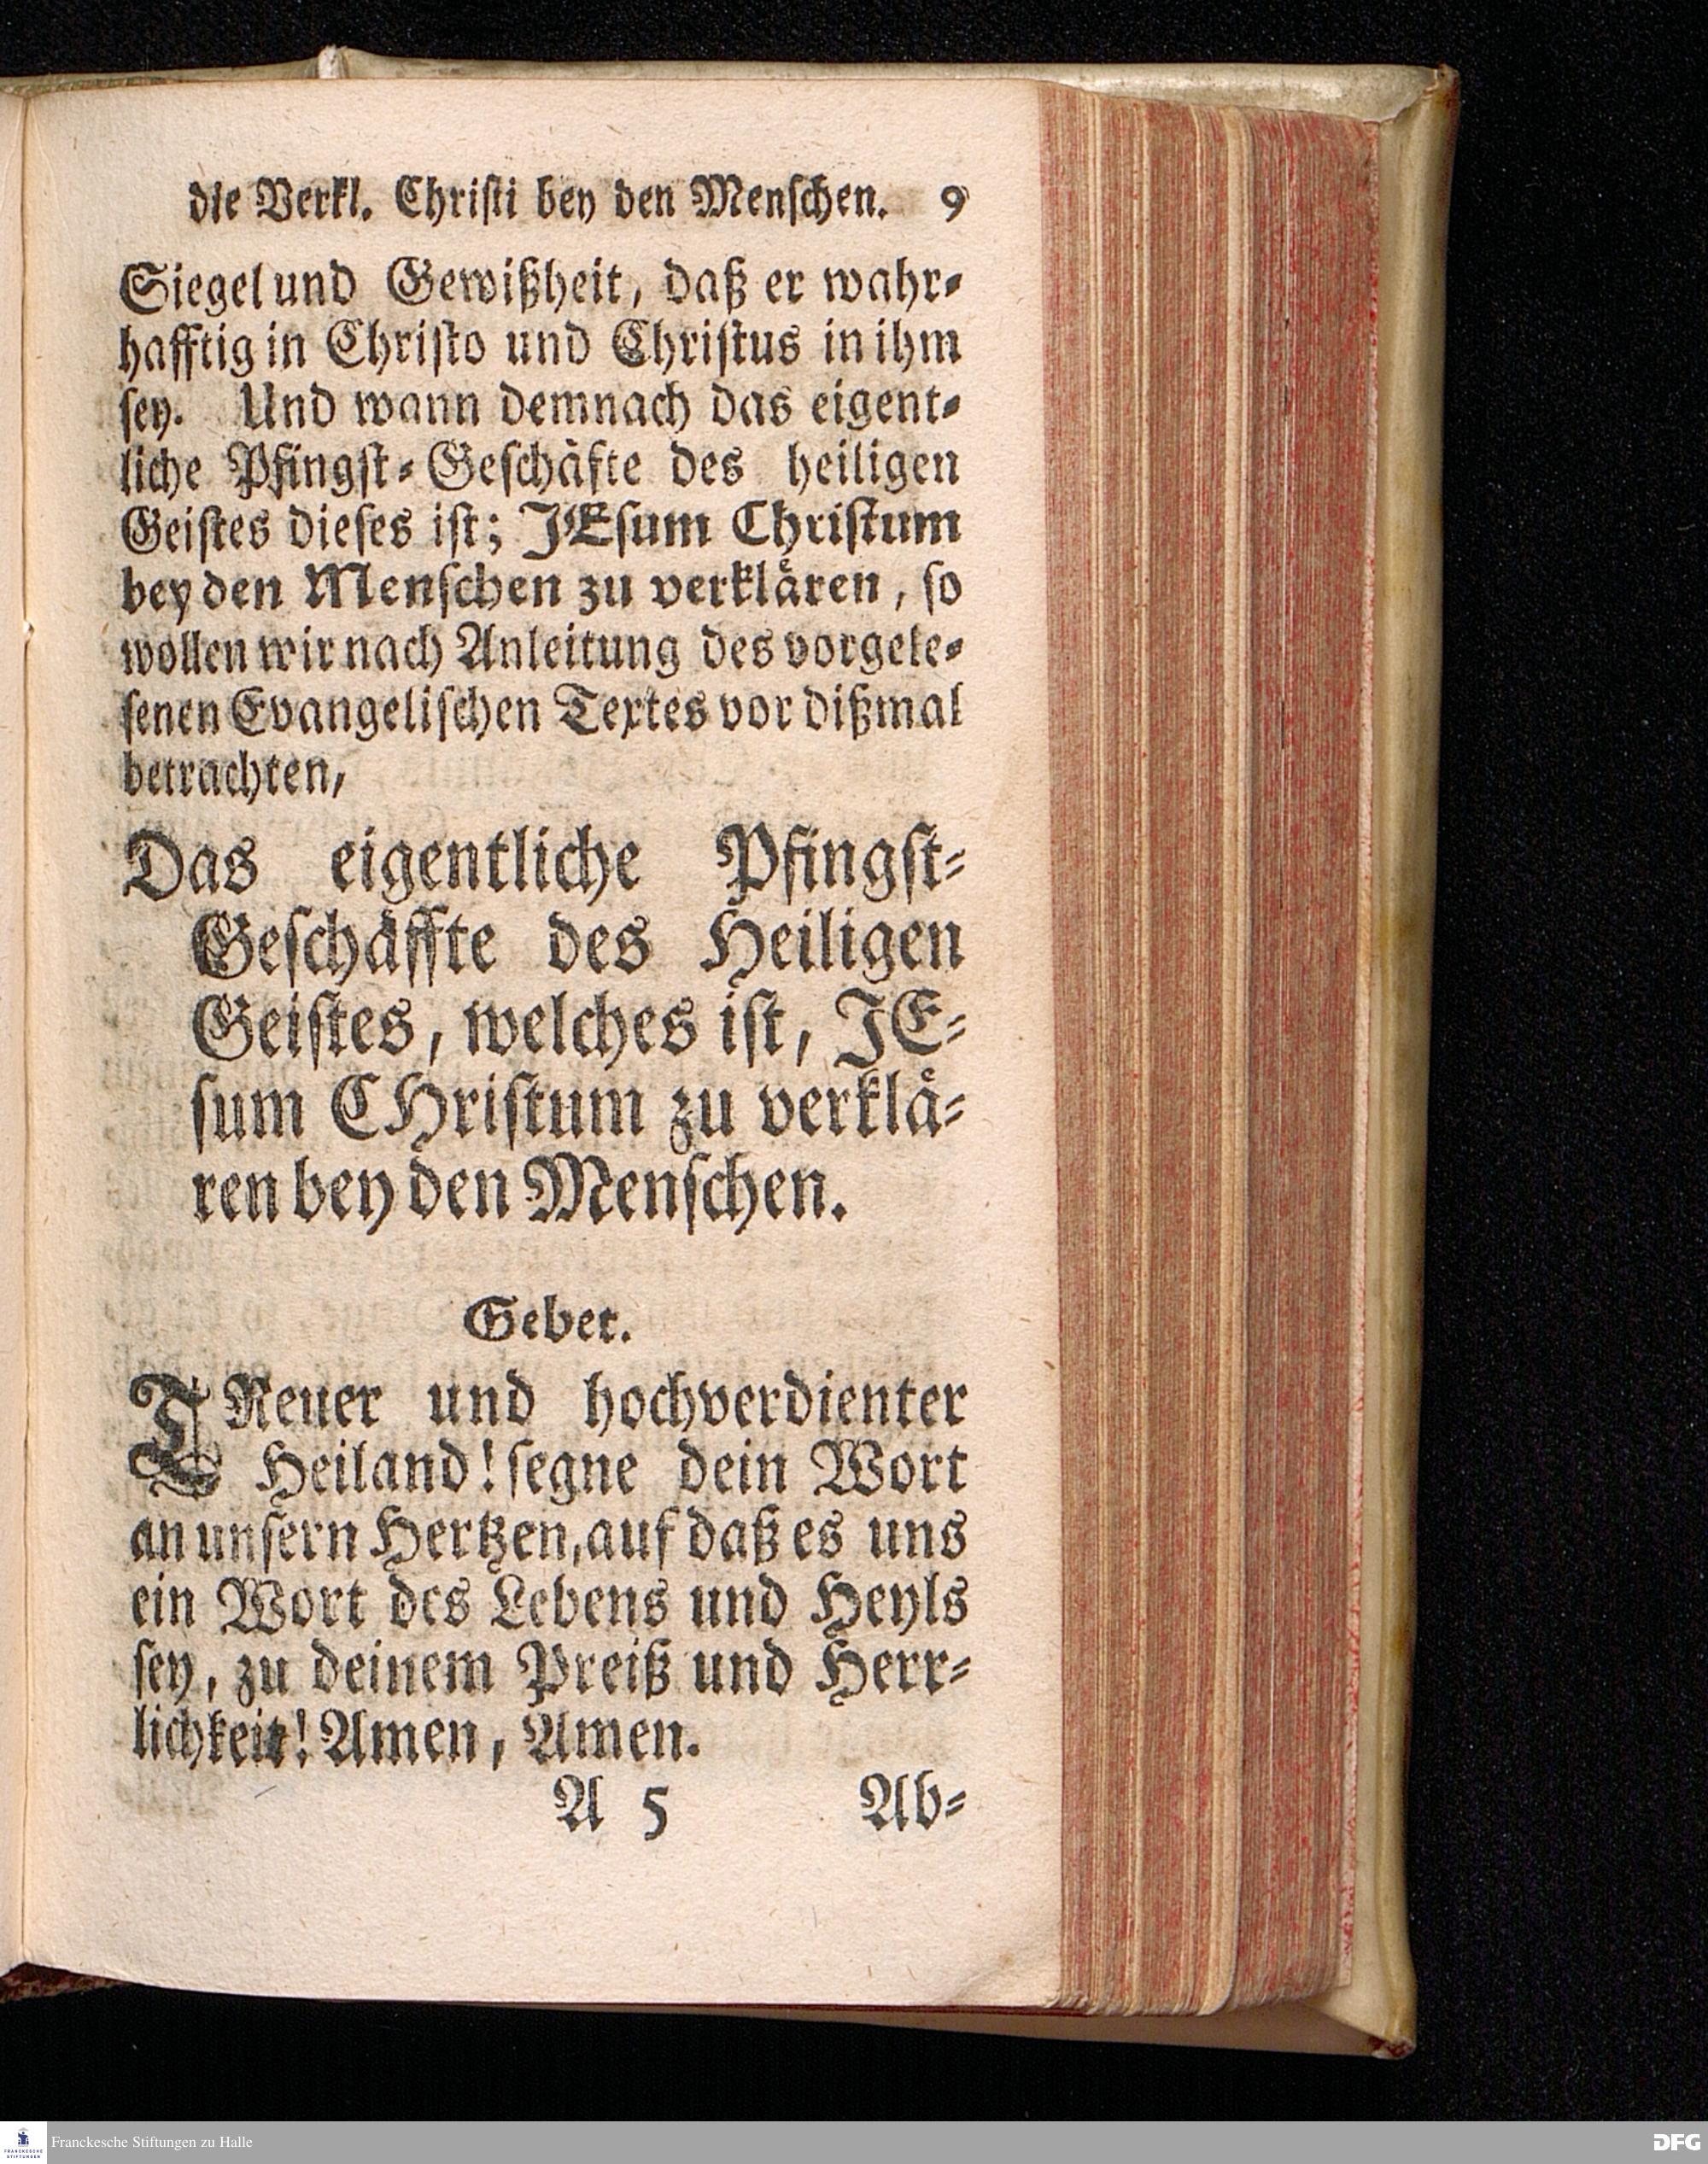 die Verkl. Christi bey den Menschen. 9
Siegel und Gewißheit, daß er wahr-
hafftig in Christo und Christus in ihm
sey. Und wann demnach das eigent-
liche Pfingst-Geschäfte des heiligen
Geistes dieses ist; JEsum Christum
bey den Menschen zu verklären, so
wollen wir nach Anleitung des vorgele-
senen Evangelischen Textes vor dißmal
betrachten,
Das eigentliche Pfingst-
Geschäffte des Heiligen
Geistes, welches ist, JE-
sum CHristum zu verklä-
ren bey den Menschen.
Gebet.
TReuer und hochverdienter
Heiland! segne dein Wort
an unsern Hertzen, auf daß es uns
ein Wort des Lebens und Heyls
sey, zu deinem Preiß und Herr-
lichkeit! Amen, Amen.
A 5 Ab-
FRANCKESCHE STIFTUNGEN
Franckesche Stiftungen zu Halle
DFG